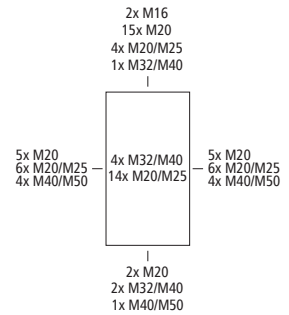 2x M16
15x M20
4x M20/M25
1x M32/M40
5x M20
6x M20/M25
4x M40/M50
4x M32/M40
14x M20/M25
5x M20
6x M20/M25
4x M40/M50
2x M20
2x M32/M40
1x M40/M50